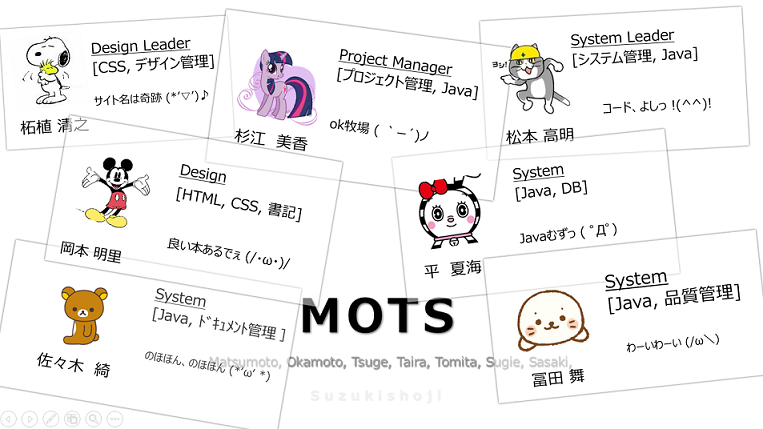 Design Leader
[CSS, デザイン管理]
サイト名は奇跡 (*'▽')♪
柘植 清之
Project Manager
[プロジェクト管理, Java]
ok牧場 ( ｀ー´)ノ
杉江 美香
System Leader
[システム管理, Java]
ヨシ!
コード、よしっ !(^^)!
松本 高明
Design
[HTML, CSS, 書記]
良い本あるでぇ (/・ω・)/
岡本 明里
System
[Java, DB]
Javaむずっ ( ﾟДﾟ)
平 夏海
System
[Java, ﾄﾞｷｭﾒﾝﾄ管理 ]
のほほん、のほほん (*'ω' *)
佐々木 綺
System
[Java, 品質管理]
わーいわーい (/ω＼)
冨田 舞
MOTS
Matsumoto, Okamoto, Tsuge, Taira, Tomita, Sugie, Sasaki,
Suzukishoji